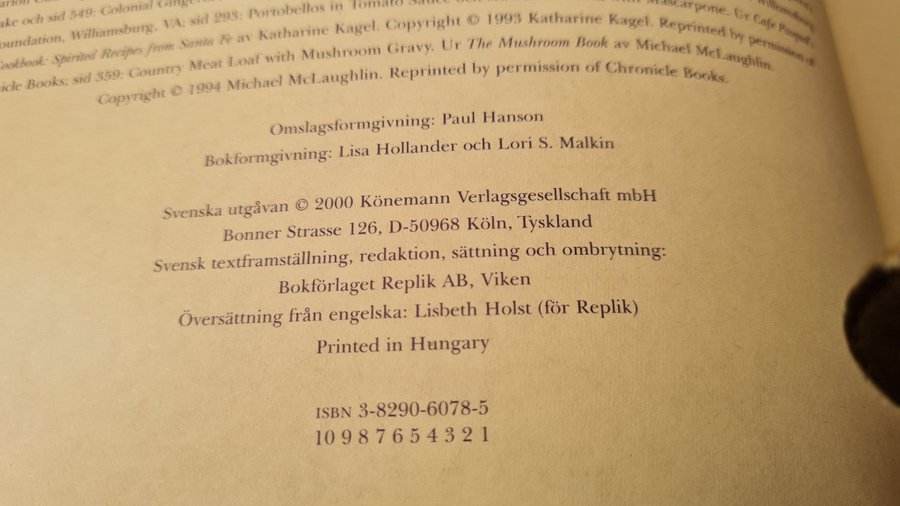 ake och sid 549: Colonial Ginger
oundation, Williamsburg, VA; sid 293: Portobellos in Tomato Sauce
Cookbook: Spirited Recipes from Santa Fe av Katharine Kagel. Copyright © 1993 Katharine Kagel. Reprinted by permission of
icle Books; sid 359: Country Meat Loaf with Mushroom Gravy. Ur The Mushroom Book av Michael McLaughlin.
Copyright © 1994 Michael McLaughlin. Reprinted by permission of Chronicle Books.
Omslagsformgivning: Paul Hanson
Bokformgivning: Lisa Hollander och Lori S. Malkin
Svenska utgåvan © 2000 Könemann Verlagsgesellschaft mbH
Bonner Strasse 126, D-50968 Köln, Tyskland
Svensk textframställning, redaktion, sättning och ombrytning:
Bokförlaget Replik AB, Viken
Översättning från engelska: Lisbeth Holst (för Replik)
Printed in Hungary
ISBN 3-8290-6078-5
10 9 8 7 6 5 4 3 2 1